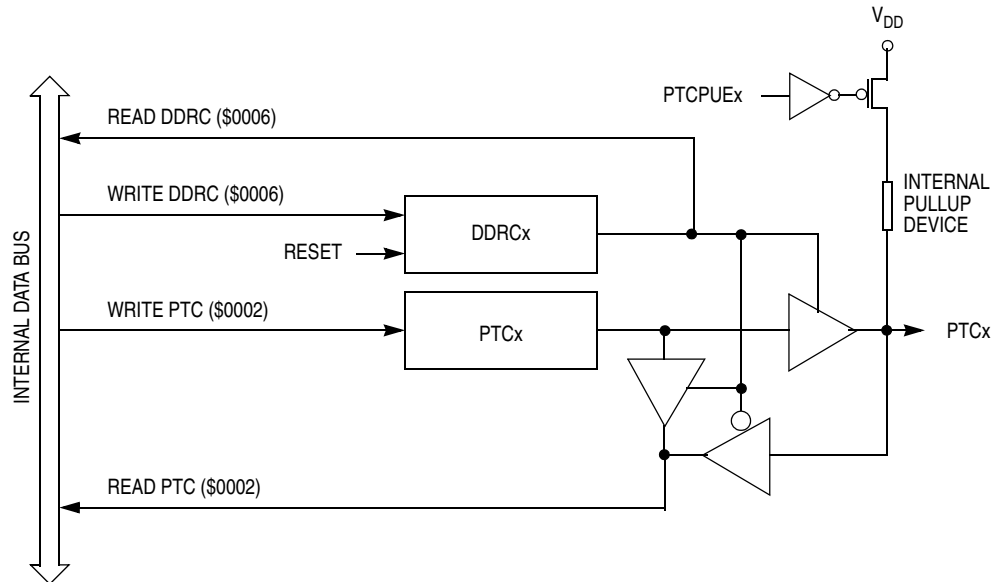 VDD
PTCPUEx
READ DDRC ($0006)
WRITE DDRC ($0006)
INTERNAL
PULLUP
DEVICE
DDRCx
RESET
WRITE PTC ($0002)
PTCx
PTCx
INTERNAL DATA BUS
READ PTC ($0002)